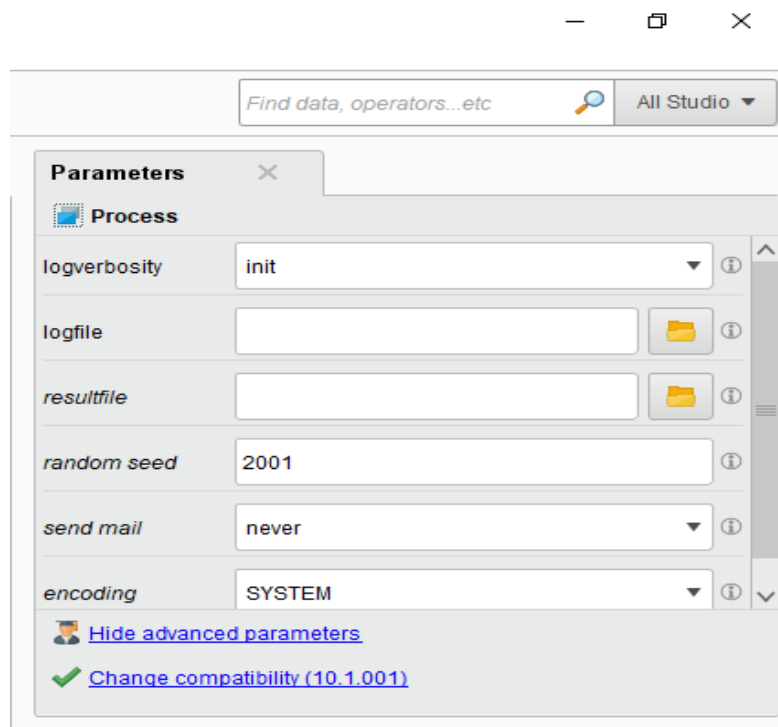 Find data, operators...etc All Studio
Parameters
Process
logverbosity init
logfile
resultfile
random seed 2001
send mail never
encoding SYSTEM
Hide advanced parameters
Change compatibility (10.1.001)